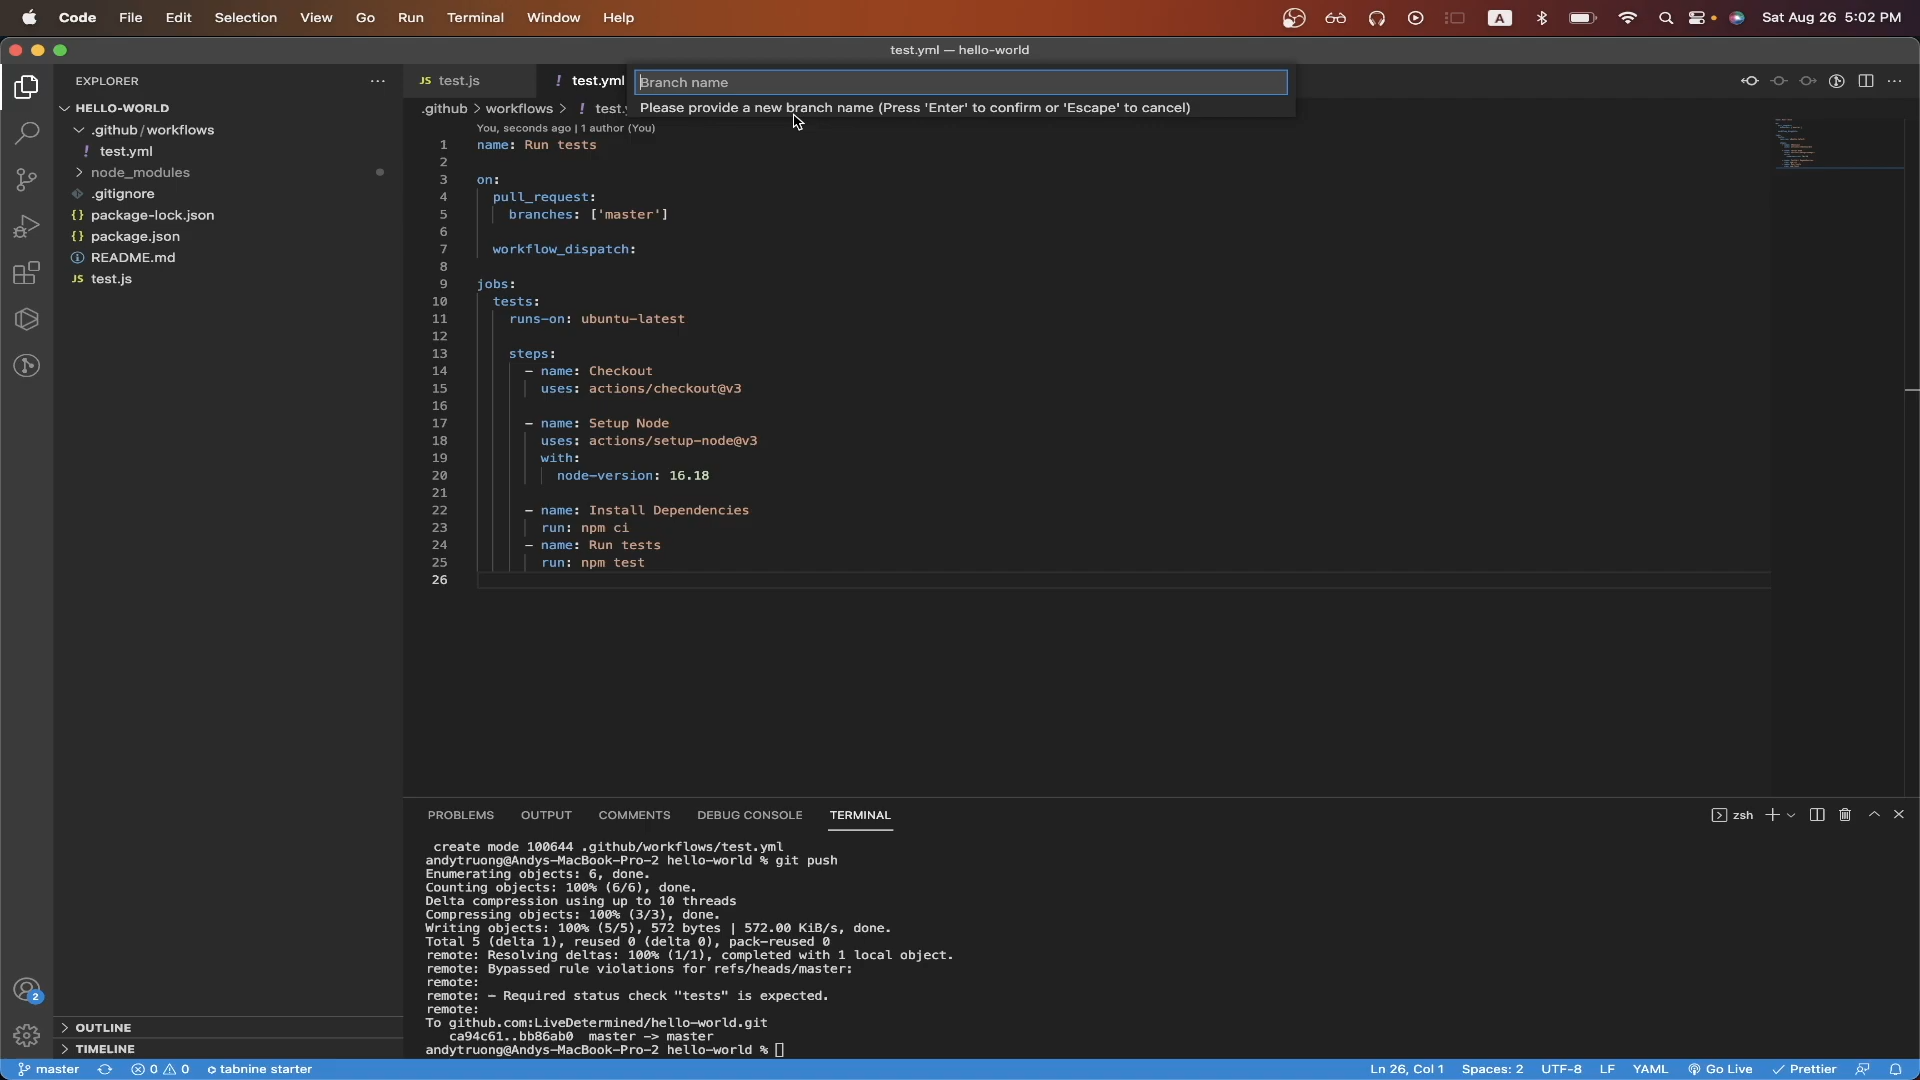 Code File Edit Selection View Go Run Terminal Window Help A Sat Aug 26 5:02 PM
test.yml — hello-world
EXPLORER
HELLO-WORLD
.github/workflows
! test.yml
node_modules
.gitignore
{} package-lock.json
{} package.json
README.md
JS test.js
OUTLINE
TIMELINE
2
JS test.js ! test.yml
Branch name
Please provide a new branch name (Press 'Enter' to confirm or 'Escape' to cancel)
.github > workflows > ! test.y
You, seconds ago | 1 author (You)
1 name: Run tests
2
3 on:
4 pull_request:
5 branches: ['master']
6
7 workflow_dispatch:
8
9 jobs:
10 tests:
11 runs-on: ubuntu-latest
12
13 steps:
14 - name: Checkout
15 uses: actions/checkout@v3
16
17 - name: Setup Node
18 uses: actions/setup-node@v3
19 with:
20 node-version: 16.18
21
22 - name: Install Dependencies
23 run: npm ci
24 - name: Run tests
25 run: npm test
26
PROBLEMS OUTPUT COMMENTS DEBUG CONSOLE TERMINAL zsh
create mode 100644 .github/workflows/test.yml
andytruong@Andys-MacBook-Pro-2 hello-world % git push
Enumerating objects: 6, done.
Counting objects: 100% (6/6), done.
Delta compression using up to 10 threads
Compressing objects: 100% (3/3), done.
Writing objects: 100% (5/5), 572 bytes | 572.00 KiB/s, done.
Total 5 (delta 1), reused 0 (delta 0), pack-reused 0
remote: Resolving deltas: 100% (1/1), completed with 1 local object.
remote: Bypassed rule violations for refs/heads/master:
remote:
remote: - Required status check "tests" is expected.
remote:
To github.com:LiveDetermined/hello-world.git
ca94c61..bb86ab0 master -> master
andytruong@Andys-MacBook-Pro-2 hello-world %
master 0 0 tabnine starter Ln 26, Col 1 Spaces: 2 UTF-8 LF YAML Go Live Prettier